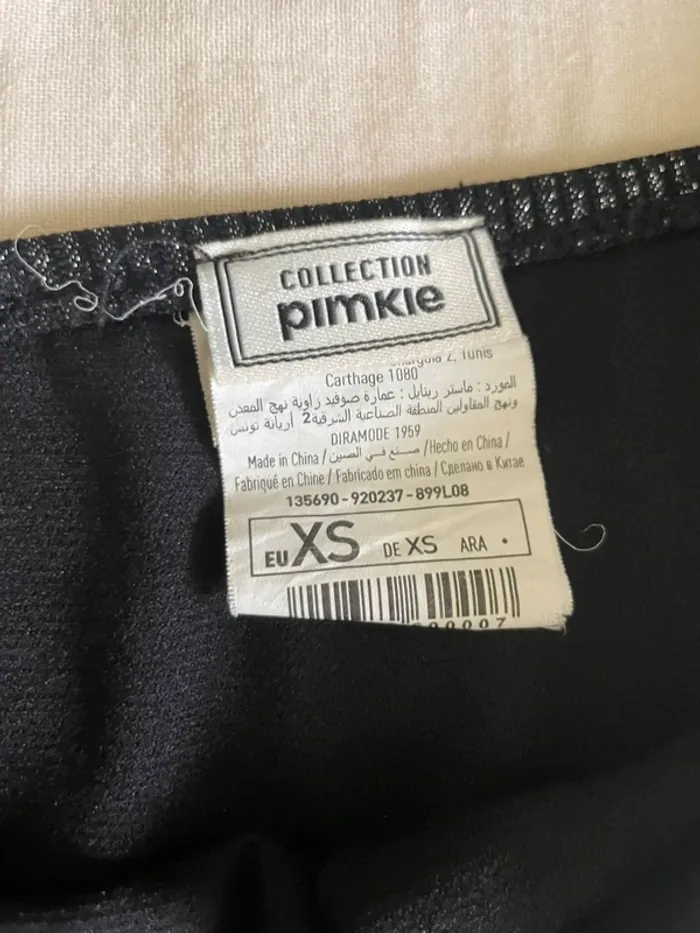 COLLECTION
pimkie
2, Tunis
Carthage 1080
المورد : ماستر ريتايل : عمارة صوفيد زاوية نهج المعدن
ونهج المقاولين المنطقة الصناعية الشرقية2 أريانة تونس
DIRAMODE 1959
Made in China / صنع في الصين / Hecho en China /
Fabriqué en Chine / Fabricado em china / Сделано в Китае
135690-920237-899L08
EU XS DE XS ARA •